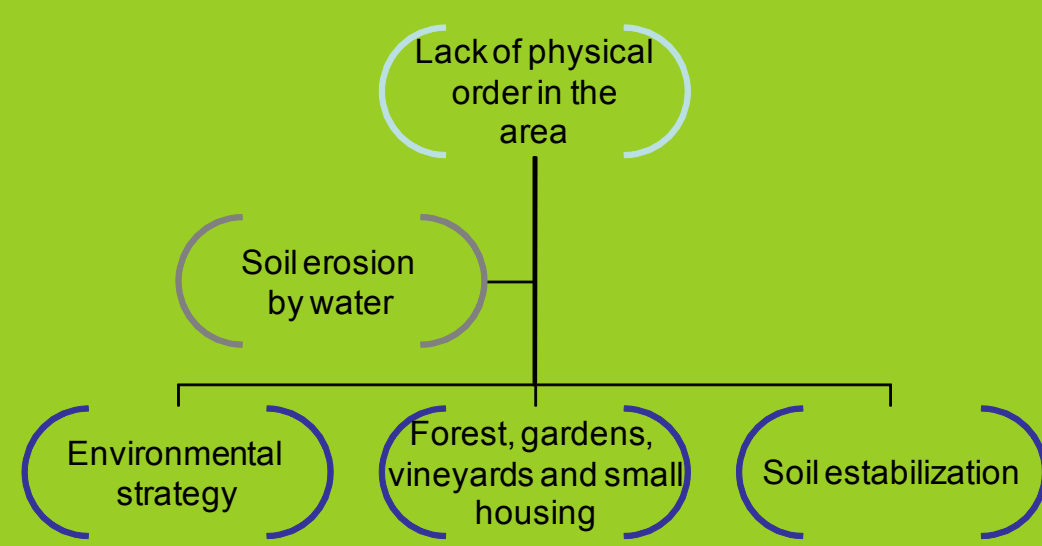 Lack of physical
order in the
area
Soil erosion
by water
Environmental
strategy
Forest, gardens,
vineyards and small
housing
Soil estabilization